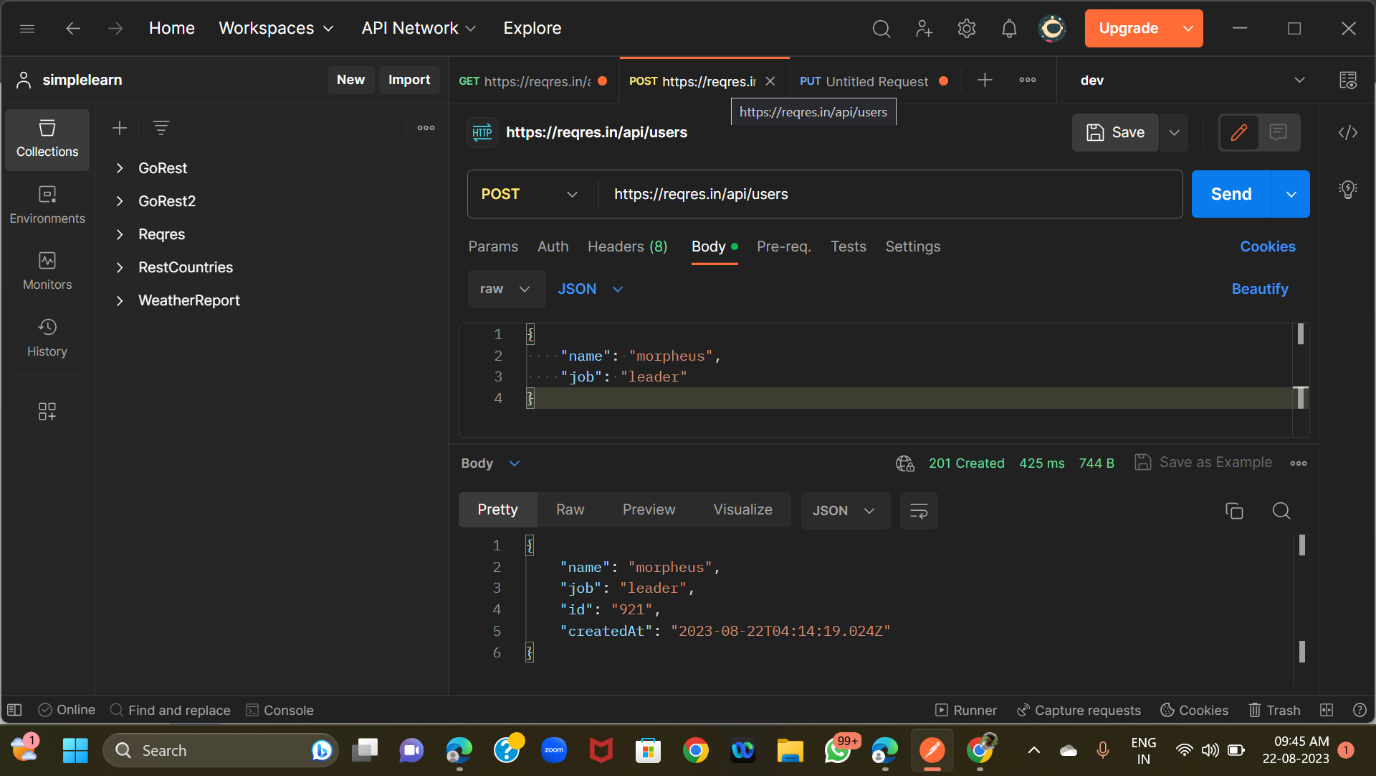 Home Workspaces API Network Explore Upgrade
simplelearn New Import GET https://reqres.in/a POST https://reqres.in PUT Untitled Request dev
https://reqres.in/api/users
HTTP https://reqres.in/api/users Save
Collections
Environments
Monitors
History
GoRest
GoRest2
Reqres
RestCountries
WeatherReport
POST https://reqres.in/api/users Send
Params Auth Headers (8) Body Pre-req. Tests Settings Cookies
raw JSON Beautify
1 {
2 "name": "morpheus",
3 "job": "leader"
4 }
Body 201 Created 425 ms 744 B Save as Example
Pretty Raw Preview Visualize JSON
1 {
2 "name": "morpheus",
3 "job": "leader",
4 "id": "921",
5 "createdAt": "2023-08-22T04:14:19.024Z"
6 }
Online Find and replace Console Runner Capture requests Cookies Trash
1 Search zoom 99+ ENG 09:45 AM 1
IN 22-08-2023